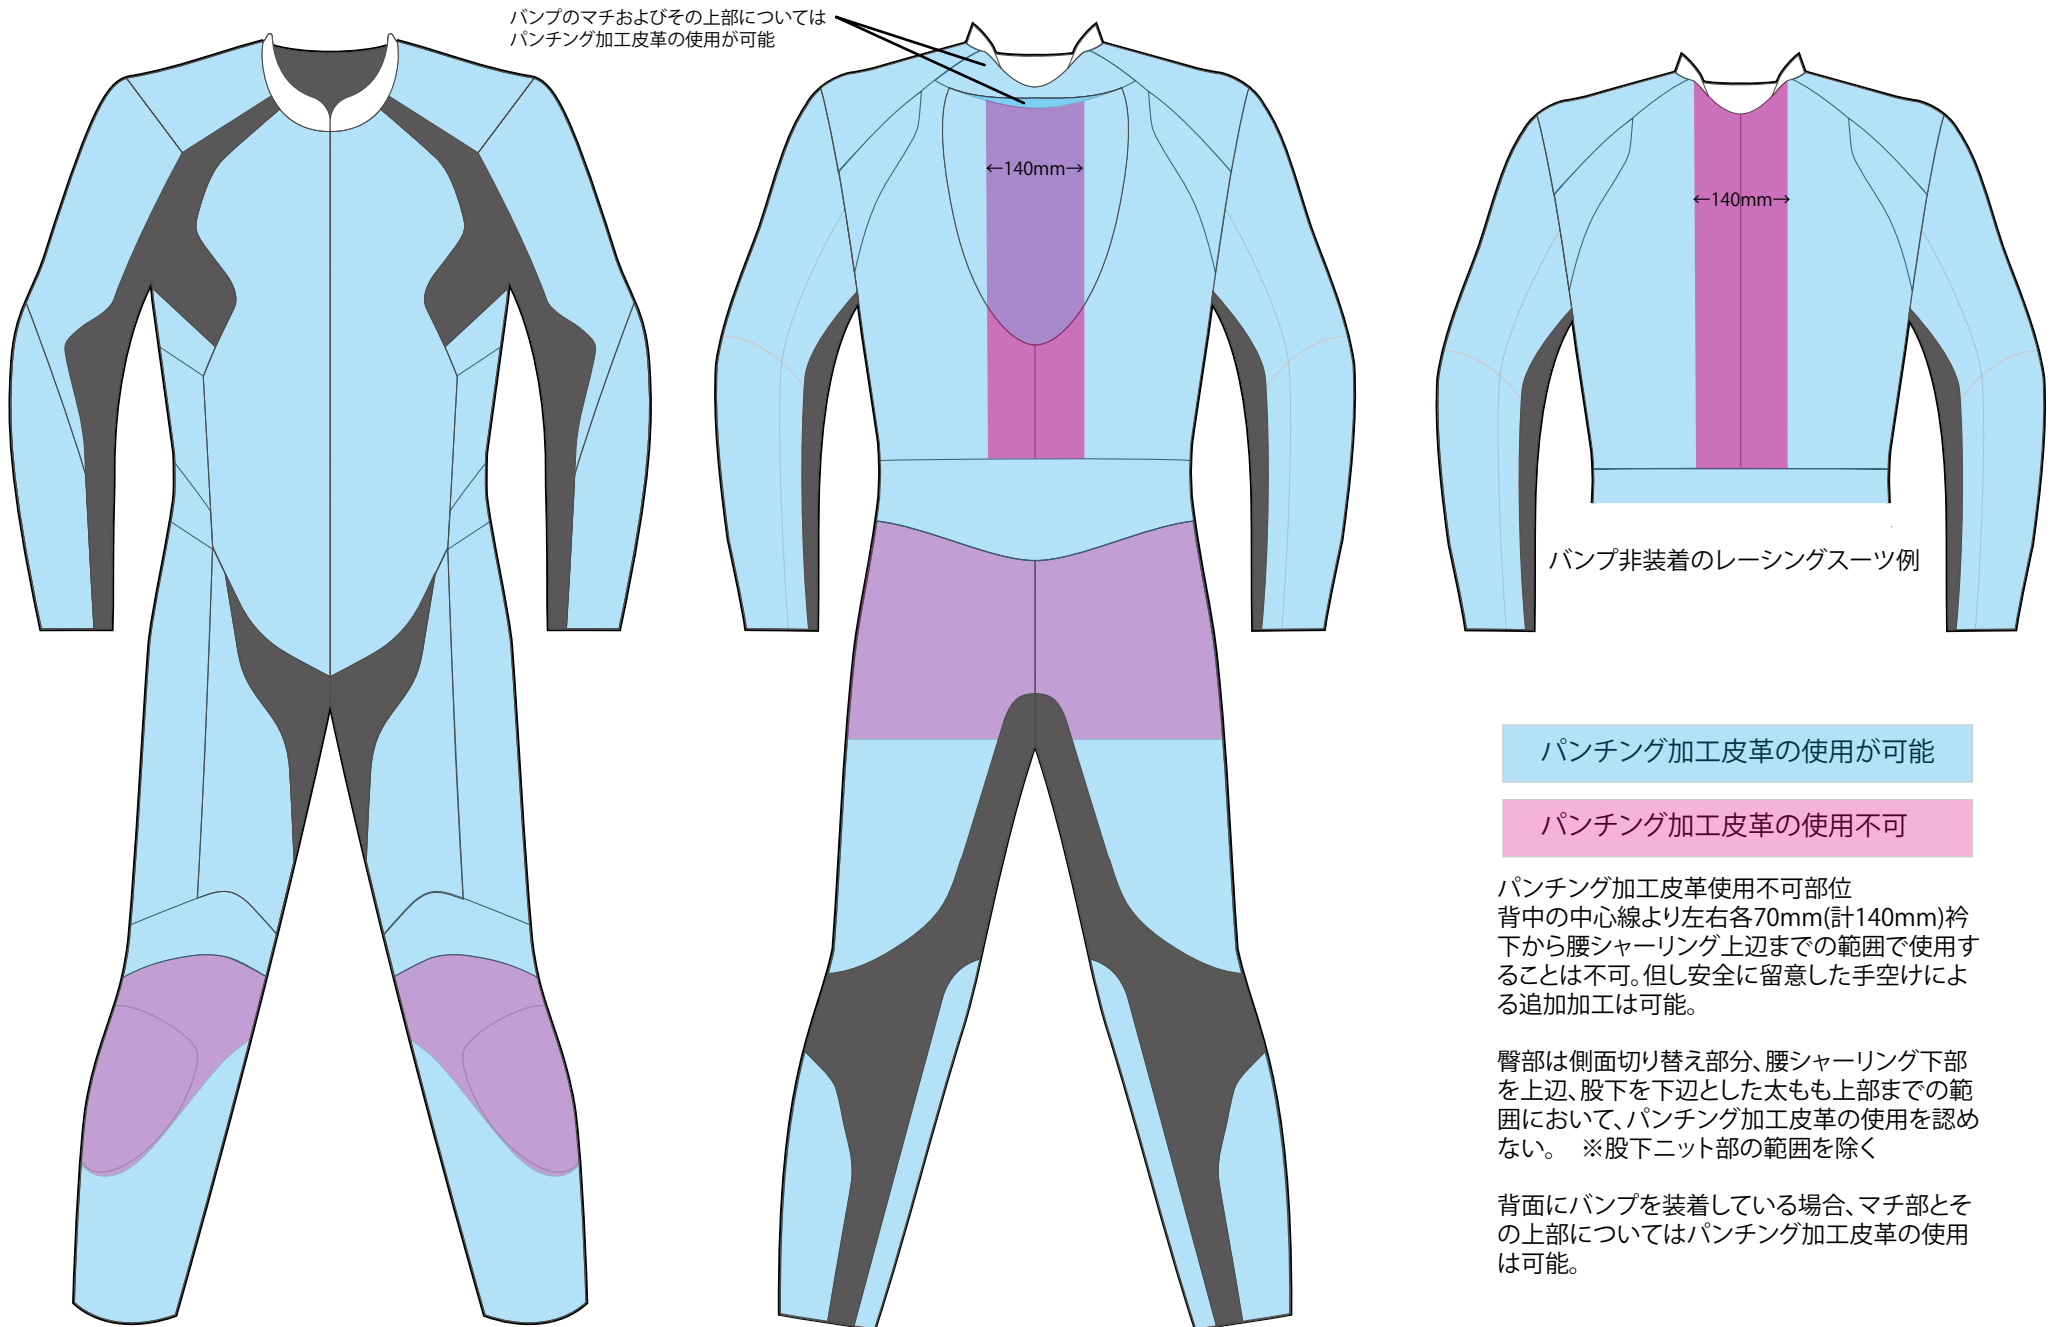 バンプのマチおよびその上部については
パンチング加工皮革の使用が可能
←140mm→
←140mm→
バンプ非装着のレーシングスーツ例
パンチング加工皮革の使用が可能
パンチング加工皮革の使用不可
パンチング加工皮革使用不可部位
背中の中心線より左右各70mm(計140mm)衿
下から腰シャーリング上辺までの範囲で使用す
ることは不可。但し安全に留意した手空けによ
る追加加工は可能。
臀部は側面切り替え部分、腰シャーリング下部
を上辺、股下を下辺とした太もも上部までの範
囲において、パンチング加工皮革の使用を認め
ない。　※股下ニット部の範囲を除く
背面にバンプを装着している場合、マチ部とそ
の上部についてはパンチング加工皮革の使用
は可能。